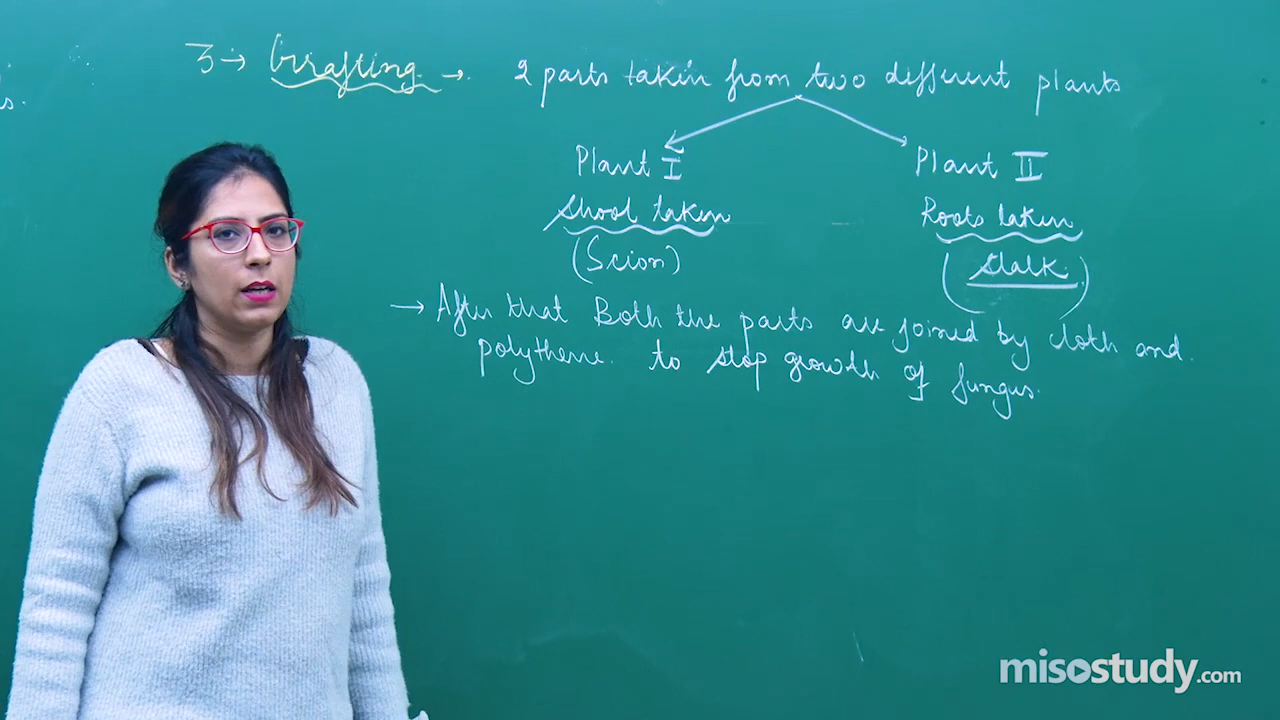 s.
3→ Grafting → 2 parts taken from two different plants
Plant I
Plant II
Shoot taken
Roots taken
(Scion)
(Stalk)
→ After that Both the parts are joined by cloth and
polythene. to stop growth of fungus.
misostudy.com